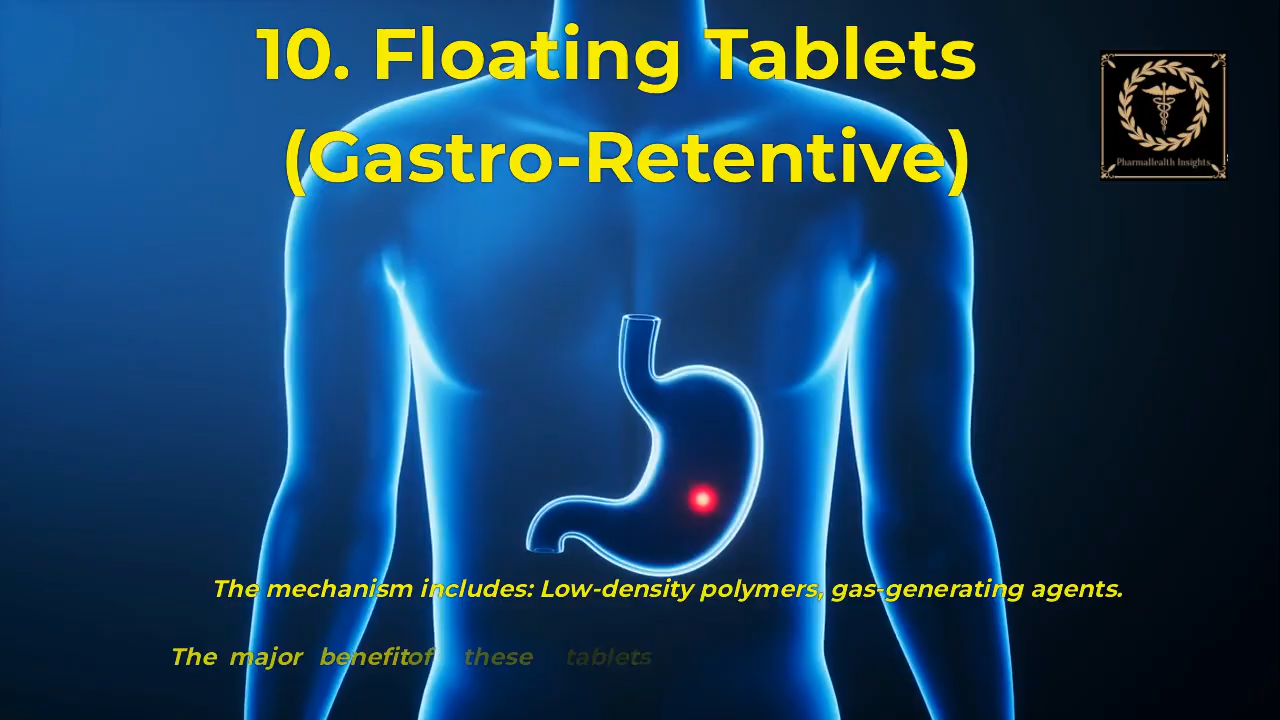 10. Floating Tablets
(Gastro-Retentive)
PharmaHealth Insights
The mechanism includes: Low-density polymers, gas-generating agents.
The major benefitof these tablets